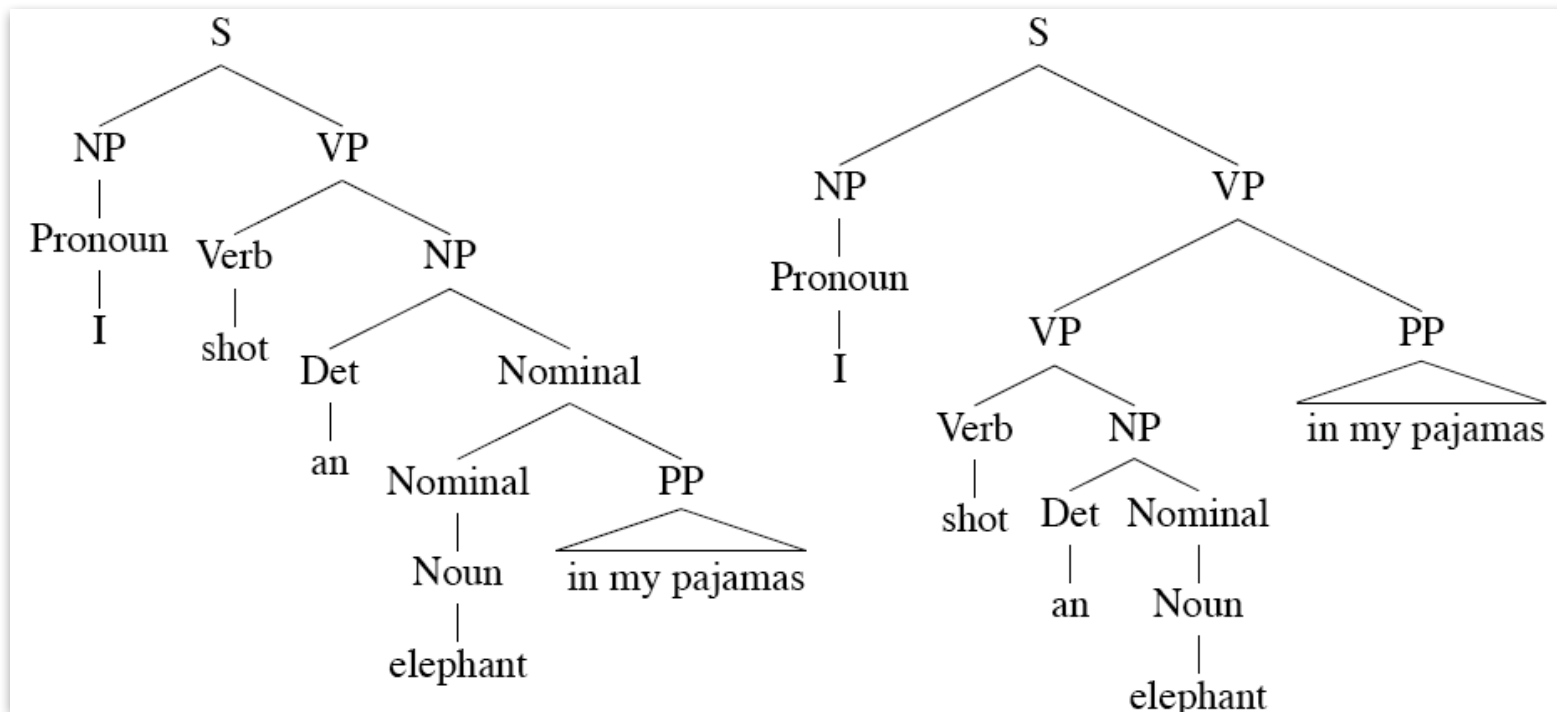 S
NP VP
Pronoun Verb NP
I shot Det Nominal
an Nominal PP
Noun in my pajamas
elephant
S
NP VP
Pronoun VP PP
I Verb NP in my pajamas
shot Det Nominal
an Noun
elephant